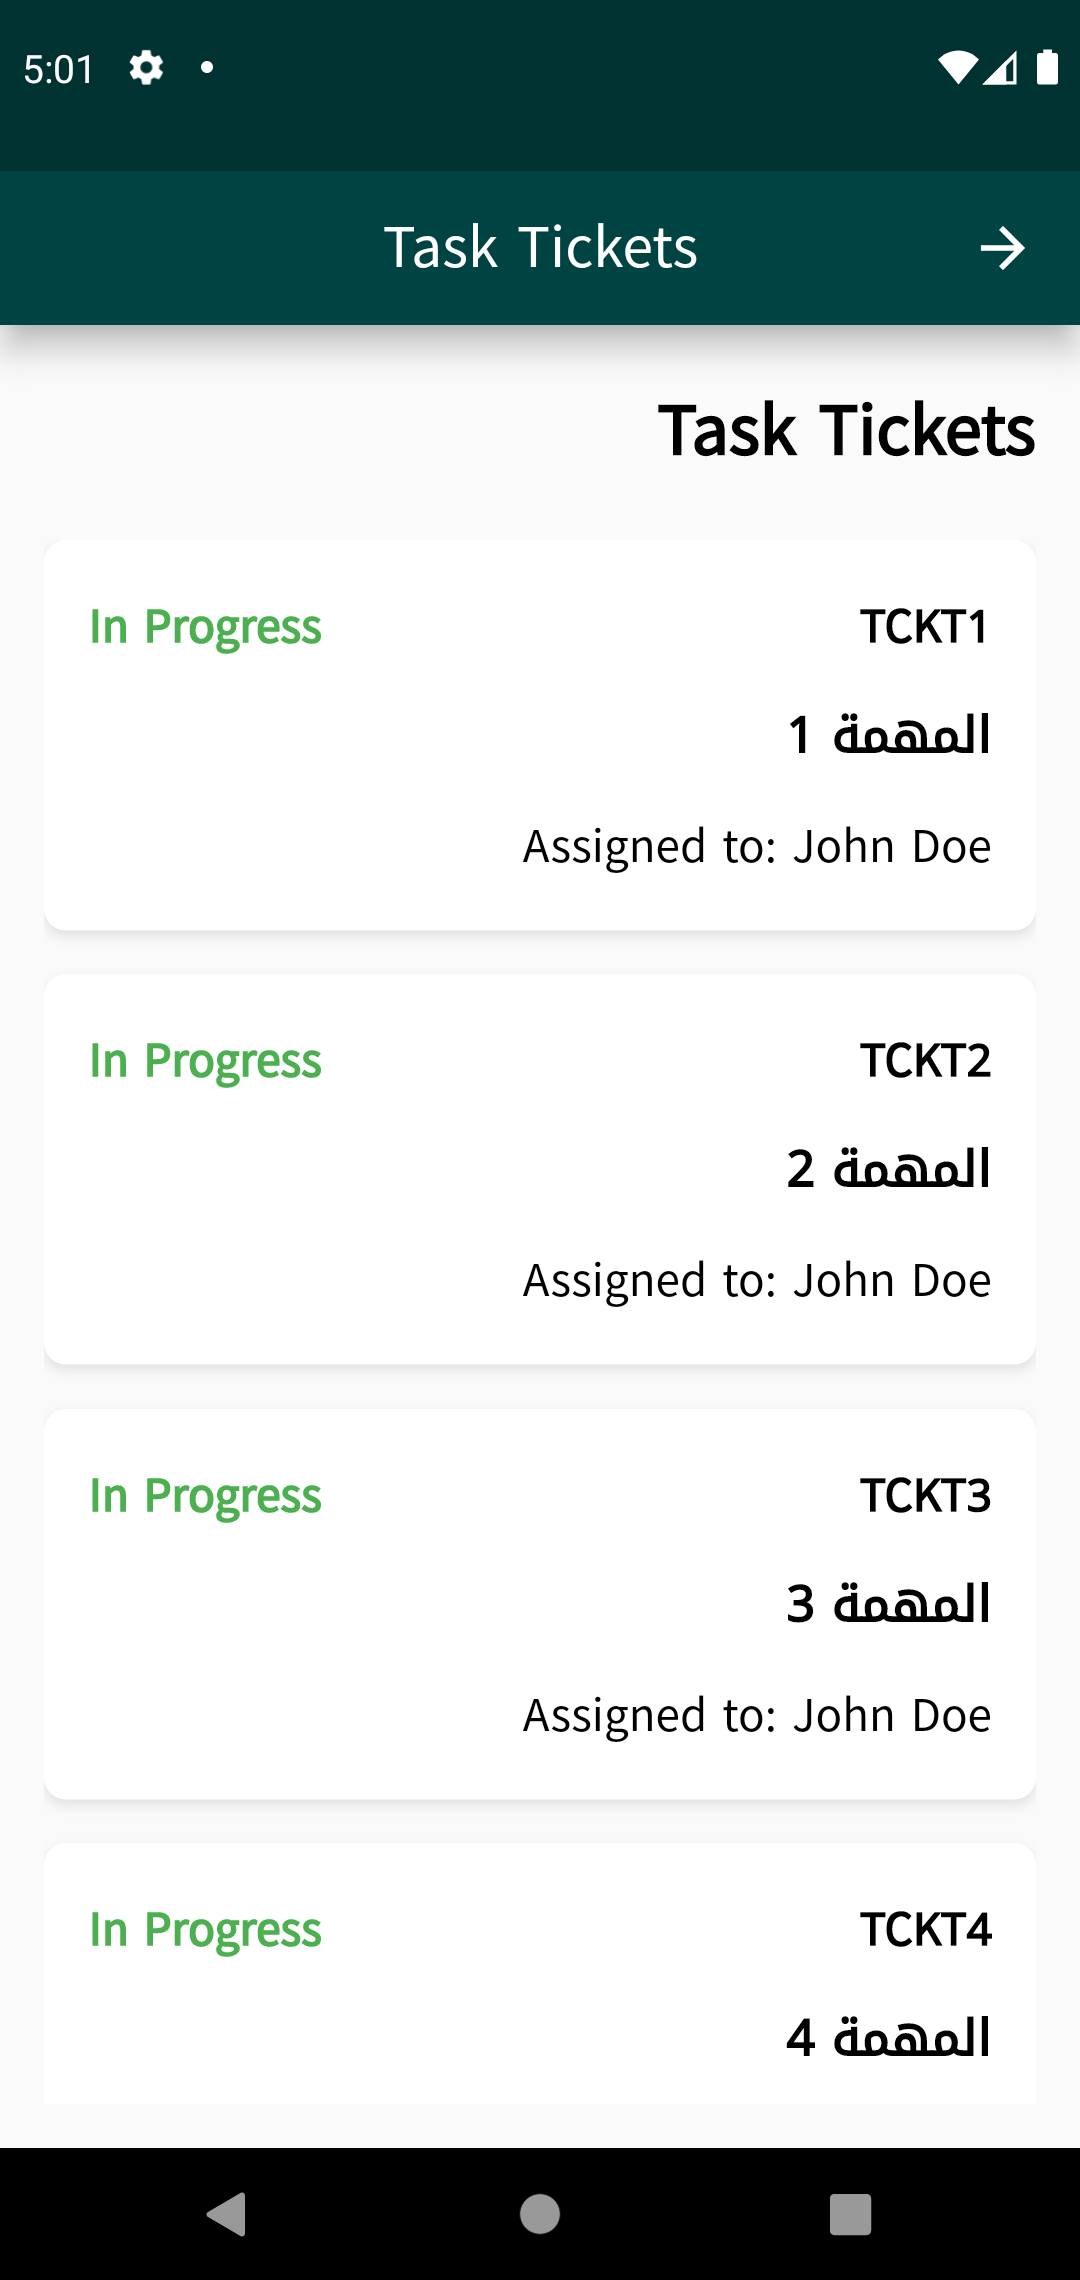 5:01
Task Tickets
Task Tickets
In Progress TCKT1
المهمة 1
Assigned to: John Doe
In Progress TCKT2
المهمة 2
Assigned to: John Doe
In Progress TCKT3
المهمة 3
Assigned to: John Doe
In Progress TCKT4
المهمة 4